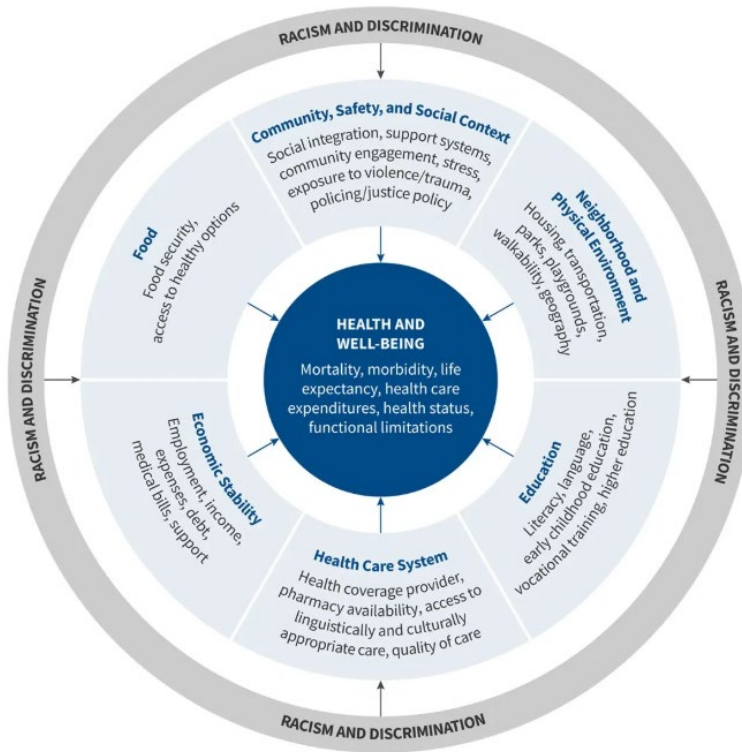 RACISM AND DISCRIMINATION
Community, Safety, and Social Context
Social integration, support systems,
community engagement, stress,
exposure to violence/trauma,
policing/justice policy
Neighborhood and
Physical Environment
Housing, transportation,
parks, playgrounds,
walkability, geography
RACISM AND DISCRIMINATION
Education
Literacy, language,
early childhood education,
vocational training, higher education
Health Care System
Health coverage provider,
pharmacy availability, access to
linguistically and culturally
appropriate care, quality of care
RACISM AND DISCRIMINATION
Economic Stability
Employment, income,
expenses, debt,
medical bills, support
RACISM AND DISCRIMINATION
Food
Food security,
access to healthy options
HEALTH AND
WELL-BEING
Mortality, morbidity, life
expectancy, health care
expenditures, health status,
functional limitations